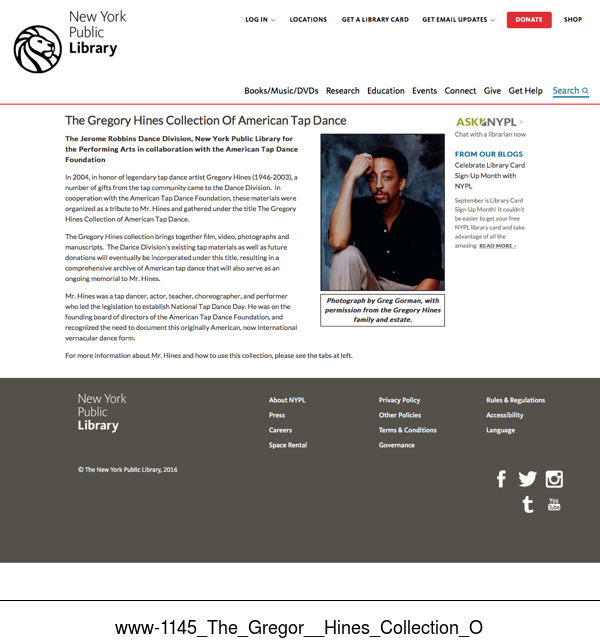 New York
Public
Library
LOG IN
LOCATIONS
GET A LIBRARY CARD
GET EMAIL UPDATES
DONATE
SHOP
Books/Music/DVDs
Research
Education
Events
Connect
Give
Get Help
Search
The Gregory Hines Collection Of American Tap Dance
The Jerome Robbins Dance Division, New York Public Library for
the Performing Arts in collaboration with the American Tap Dance
Foundation
In 2004, in honor of legendary tap dance artist Gregory Hines (1946-2003), a
number of gifts from the tap community came to the Dance Division. In
cooperation with the American Tap Dance Foundation, these materials were
organized as a tribute to Mr. Hines and gathered under the title The Gregory
Hines Collection of American Tap Dance.
The Gregory Hines collection brings together film, video, photographs and
manuscripts. The Dance Division's existing tap materials as well as future
donations will eventually be incorporated under this title, resulting in a
comprehensive archive of American tap dance that will also serve as an
ongoing memorial to Mr. Hines.
Mr. Hines was a tap dancer, actor, teacher, choreographer, and performer
who led the legislation to establish National Tap Dance Day. He was on the
founding board of directors of the American Tap Dance Foundation, and
recognized the need to document this originally American, now international
vernacular dance form.
For more information about Mr. Hines and how to use this collection, please see the tabs at left.
Photograph by Greg Gorman, with
permission from the Gregory Hines
family and estate.
ASK NYPL >
Chat with a librarian now
FROM OUR BLOGS
Celebrate Library Card
Sign-Up Month with
NYPL
September is Library Card
Sign-Up Month! It couldn't
be easier to get your free
NYPL library card and take
advantage of all the
amazing READ MORE ›
New York
Public
Library
About NYPL
Press
Careers
Space Rental
Privacy Policy
Other Policies
Terms & Conditions
Governance
Rules & Regulations
Accessibility
Language
© The New York Public Library, 2016
f
t
You
Tube
www-1145_The_Gregor__Hines_Collection_O